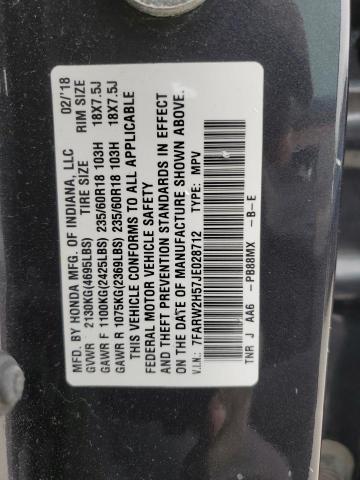 MFD. BY HONDA MFG. OF INDIANA, LLC 02/'18
GVWR 2130KG(4695LBS) TIRE SIZE RIM SIZE
GAWR F 1100KG(2425LBS) 235/60R18 103H 18X7.5J
GAWR R 1075KG(2369LBS) 235/60R18 103H 18X7.5J
THIS VEHICLE CONFORMS TO ALL APPLICABLE
FEDERAL MOTOR VEHICLE SAFETY
AND THEFT PREVENTION STANDARDS IN EFFECT
ON THE DATE OF MANUFACTURE SHOWN ABOVE.
V.I.N.: 7FARW2H57JE028712 TYPE: MPV
TNR J AA6 -PB88MX -B-E